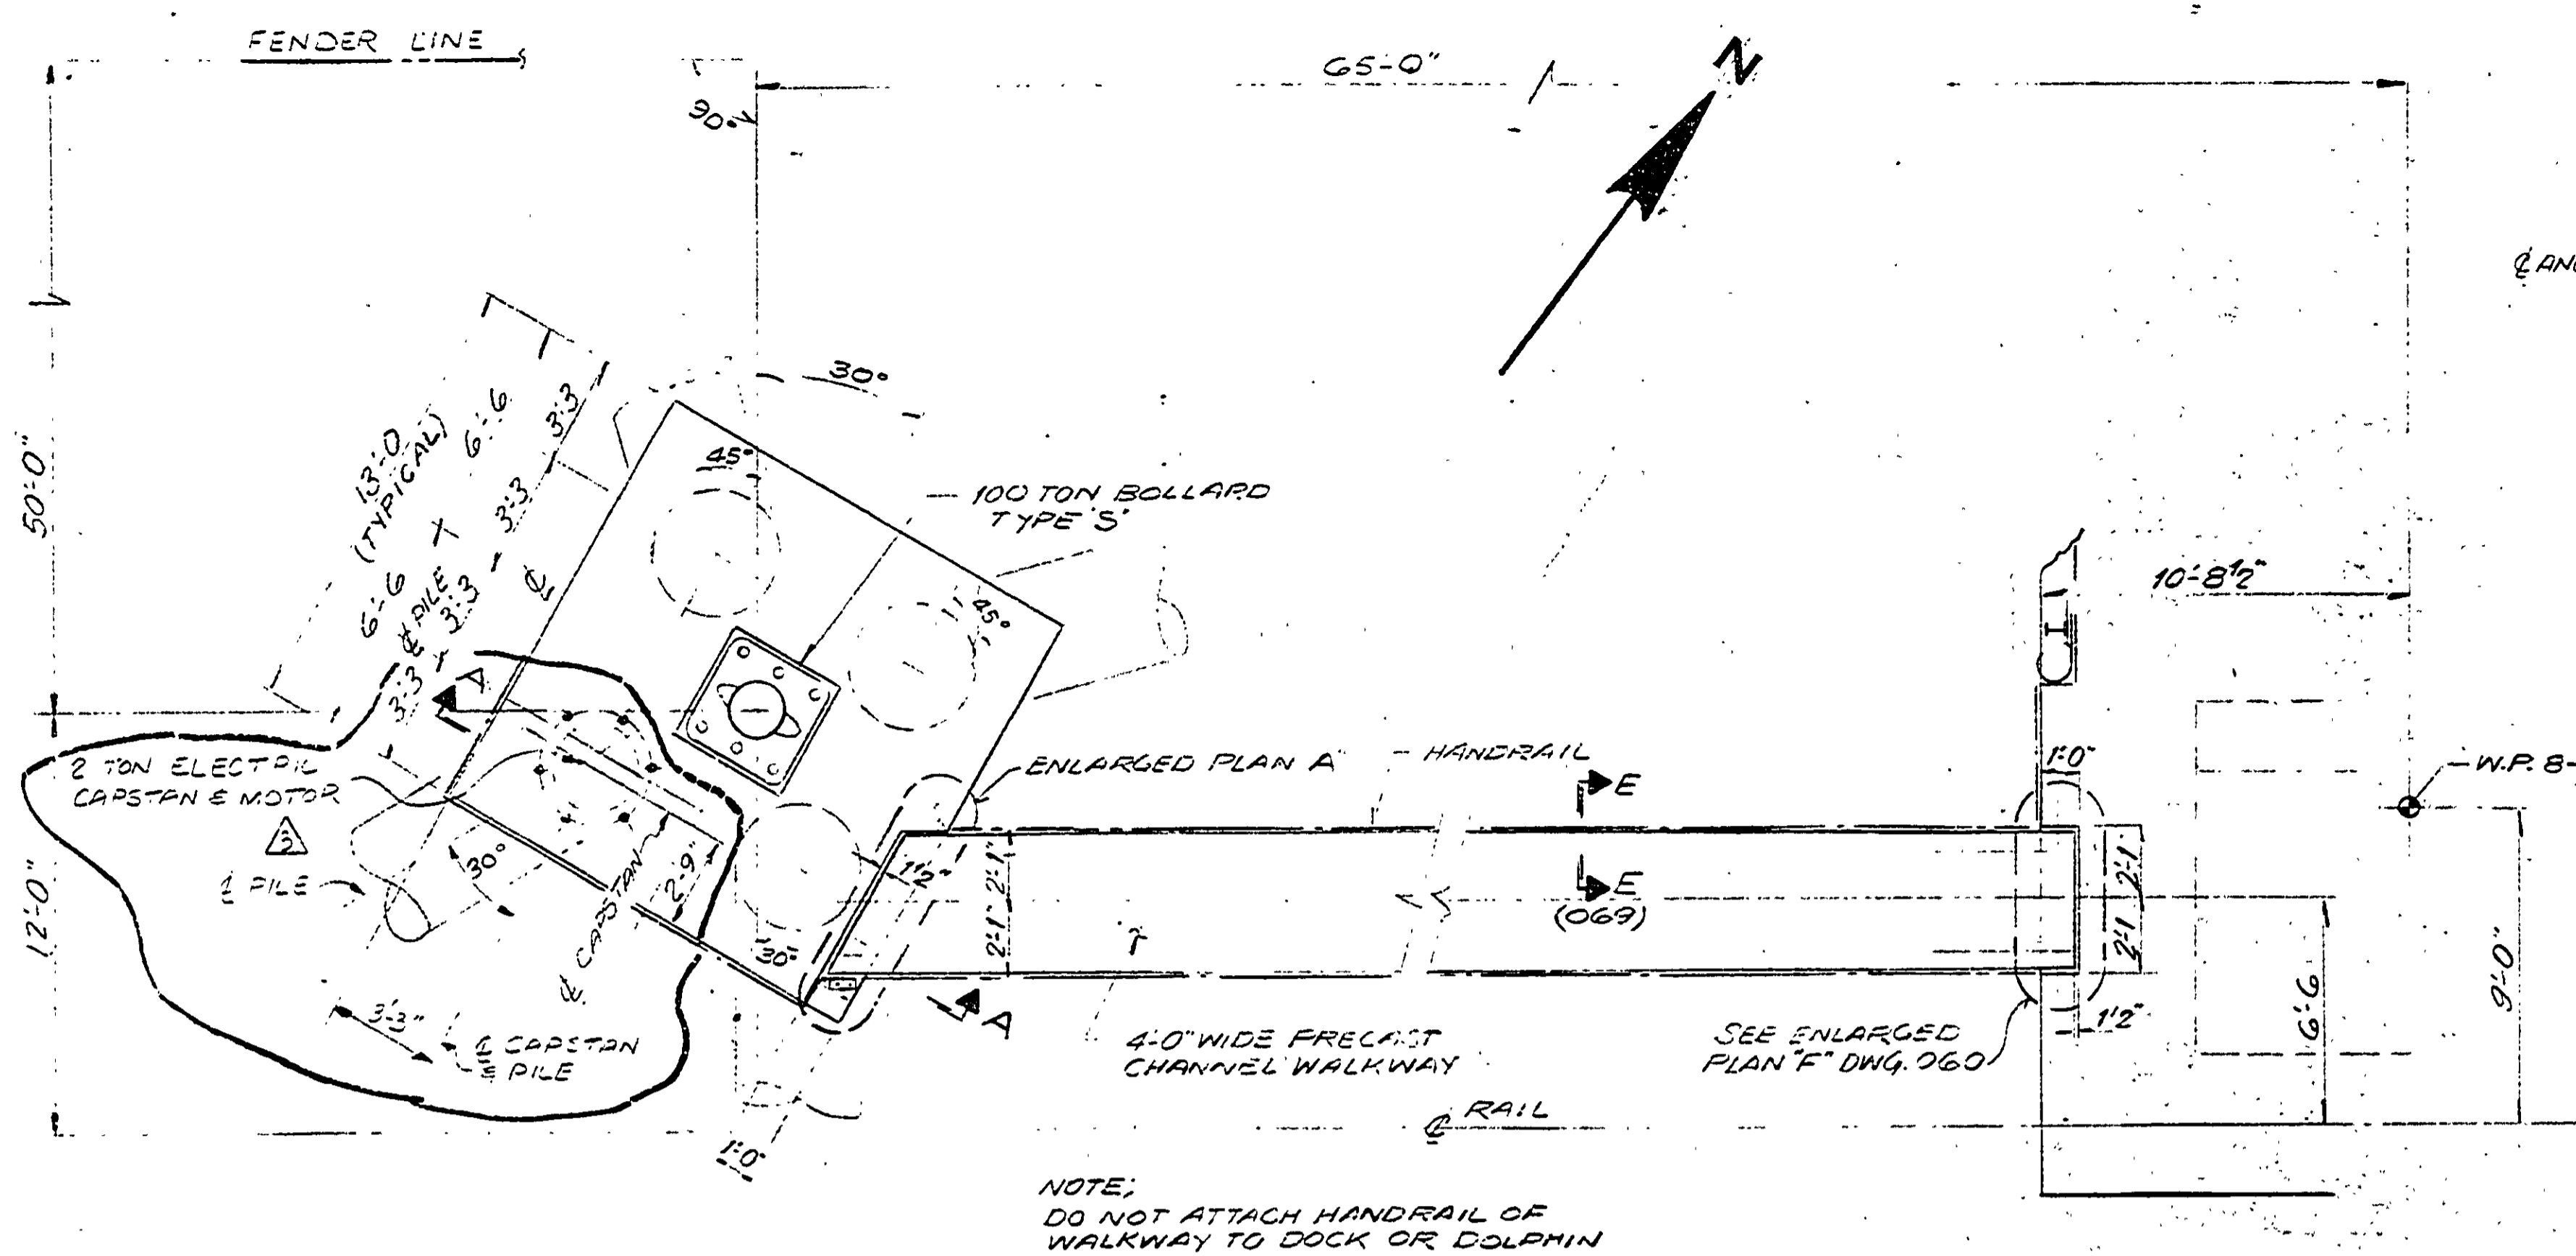 FENDER LINE
65'-0"
N
90°
30°
50'-0"
13'-0
(TYPICAL)
6'-6
6'-6
3'-3
3'-3
3'-3
3'-3
℄ PILE
℄
45°
45°
100 TON BOLLARD
TYPE 'S'
10'-8½"
A
2 TON ELECTRIC
CAPSTAN & MOTOR
3
℄ PILE
30°
ENLARGED PLAN A
HANDRAIL
E
E
(069)
1'-0"
W.P. 8-
12'-0"
℄ CAPSTAN
2'-9"
30°
1½"
2'-1"
2'-1"
2'-1"
2'-1
6'-6
9'-0"
1½"
3'-3"
℄ CAPSTAN
& PILE
A
4'-0" WIDE PRECAST
CHANNEL WALKWAY
SEE ENLARGED
PLAN "F" DWG. 060
℄ RAIL
1'-0"
NOTE;
DO NOT ATTACH HANDRAIL OF
WALKWAY TO DOCK OR DOLPHIN